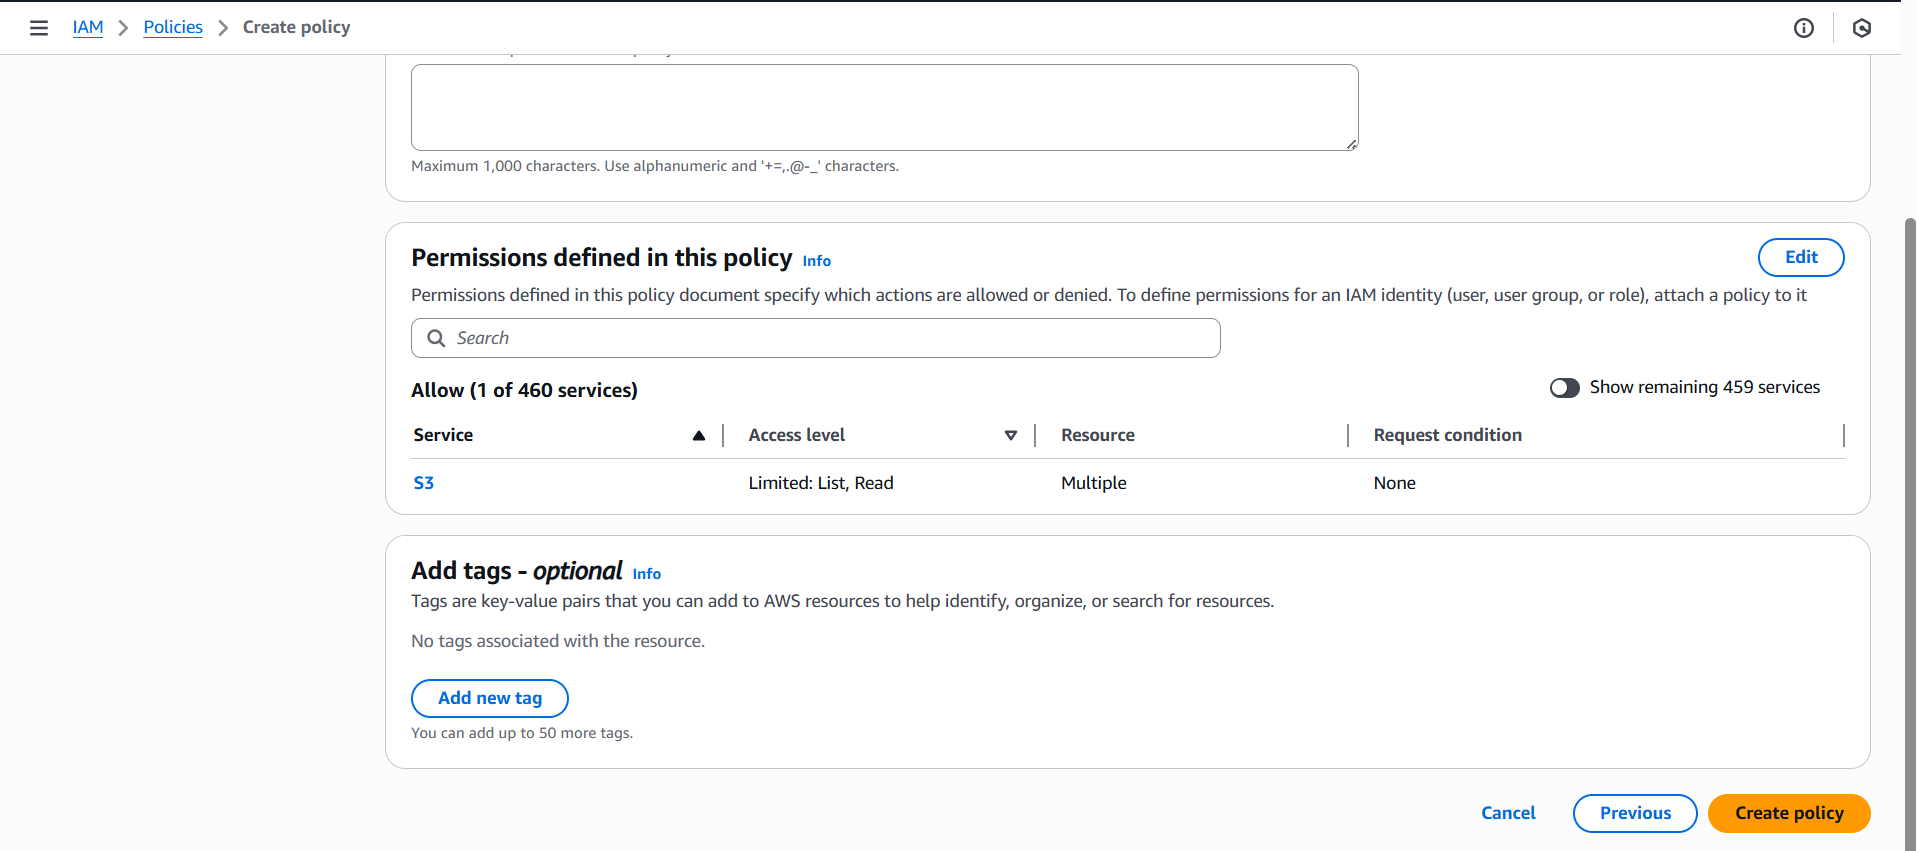 IAM > Policies > Create policy
Maximum 1,000 characters. Use alphanumeric and '+=,.@-_' characters.
Permissions defined in this policy Info
Edit
Permissions defined in this policy document specify which actions are allowed or denied. To define permissions for an IAM identity (user, user group, or role), attach a policy to it
Search
Allow (1 of 460 services)
Show remaining 459 services
Service Access level Resource Request condition
S3 Limited: List, Read Multiple None
Add tags - optional Info
Tags are key-value pairs that you can add to AWS resources to help identify, organize, or search for resources.
No tags associated with the resource.
Add new tag
You can add up to 50 more tags.
Cancel Previous Create policy